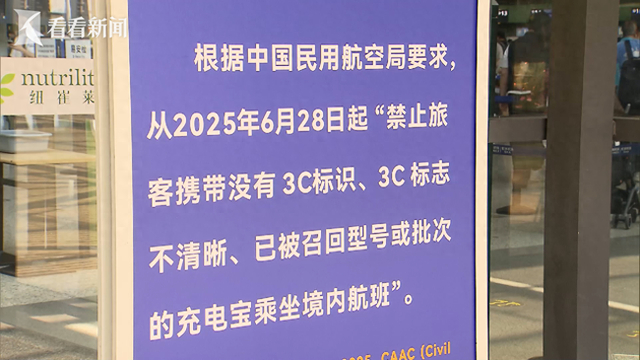 看看新闻
nutrilit
纽崔莱
根据中国民用航空局要求,
从2025年6月28日起“禁止旅
客携带没有 3C标识、3C 标志
不清晰、已被召回型号或批次
的充电宝乘坐境内航班”。
2025, CAAC (Civil